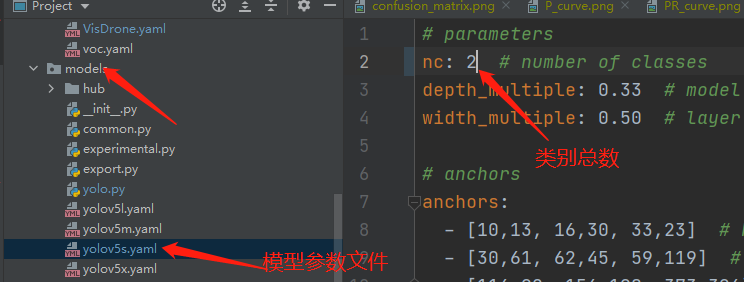 Project
VisDrone.yaml
voc.yaml
models
hub
__init__.py
common.py
experimental.py
export.py
yolo.py
yolov5l.yaml
yolov5m.yaml
yolov5s.yaml
yolov5x.yaml
模型参数文件
confusion_matrix.png
P_curve.png
PR_curve.png
1 # parameters
2 nc: 2 # number of classes
3 depth_multiple: 0.33 # model
4 width_multiple: 0.50 # layer
类别总数
5
6 # anchors
7 anchors:
8 - [10,13, 16,30, 33,23] #
- [30,61, 62,45, 59,119] #